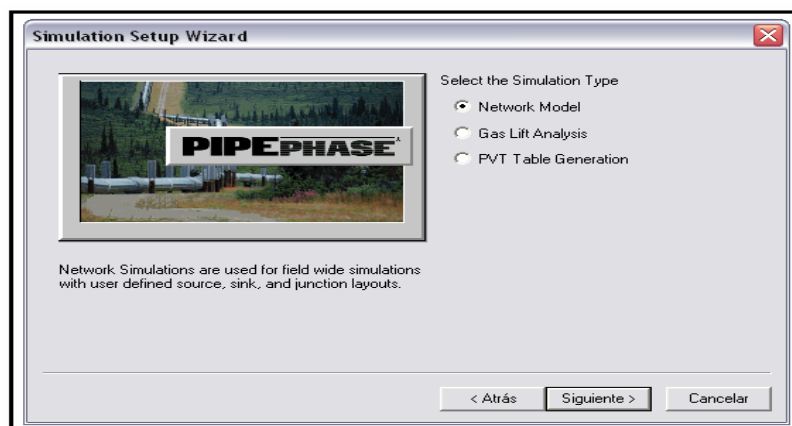 Simulation Setup Wizard
PIPEPHASE
Select the Simulation Type
Network Model
Gas Lift Analysis
PVT Table Generation
Network Simulations are used for field wide simulations
with user defined source, sink, and junction layouts.
< Atrás
Siguiente >
Cancelar